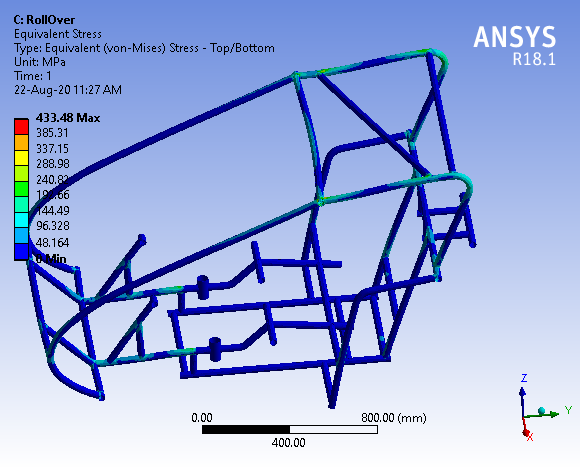 C: RollOver
Equivalent Stress
Type: Equivalent (von-Mises) Stress - Top/Bottom
Unit: MPa
Time: 1
22-Aug-20 11:27 AM
ANSYS
R18.1
433.48 Max
385.31
337.15
288.98
240.82
144.49
96.328
48.164
0 Min
Z
Y
X
0.00
800.00 (mm)
400.00